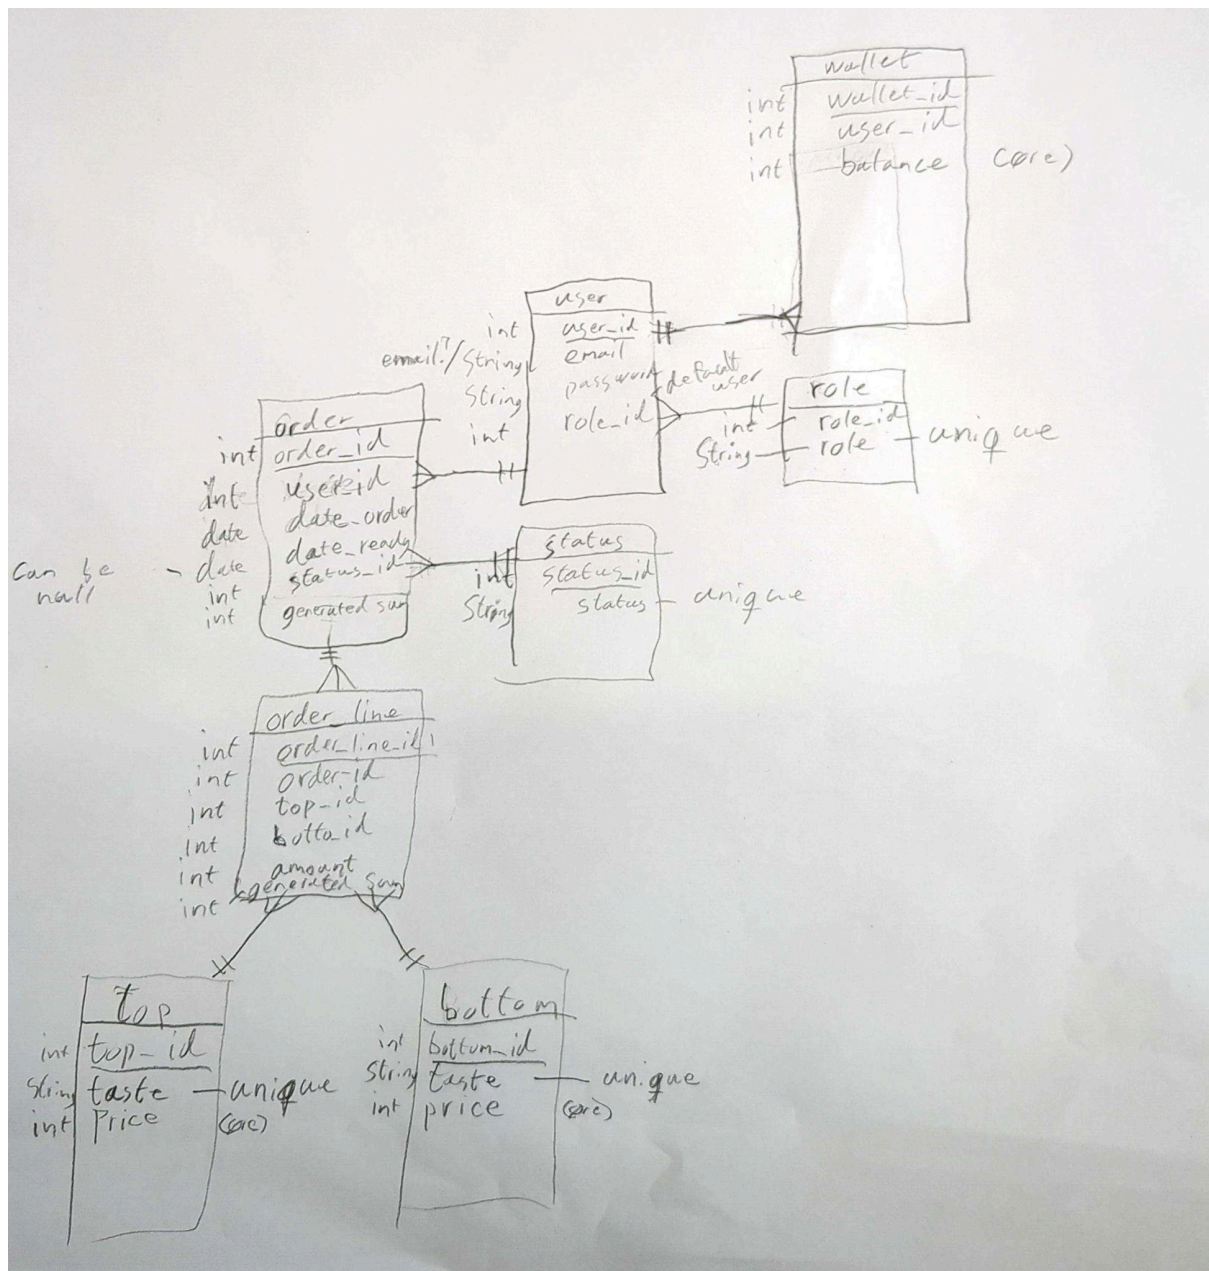 wallet
int wallet_id
int user_id
int balance (øre)
user
int user_id
email?/String email
String password
int role_id
default
user
role
int role_id
String role unique
order
int order_id
int user_id
date date_order
can be null date date_ready
int status_id
int generated sum
status
int status_id
String status unique
order_line
int order_line_id
int order_id
int top_id
int botto_id
int amount
int generated sum
top
int top_id
string taste unique
int Price (øre)
bottom
int bottom_id
string taste unique
int price (øre)